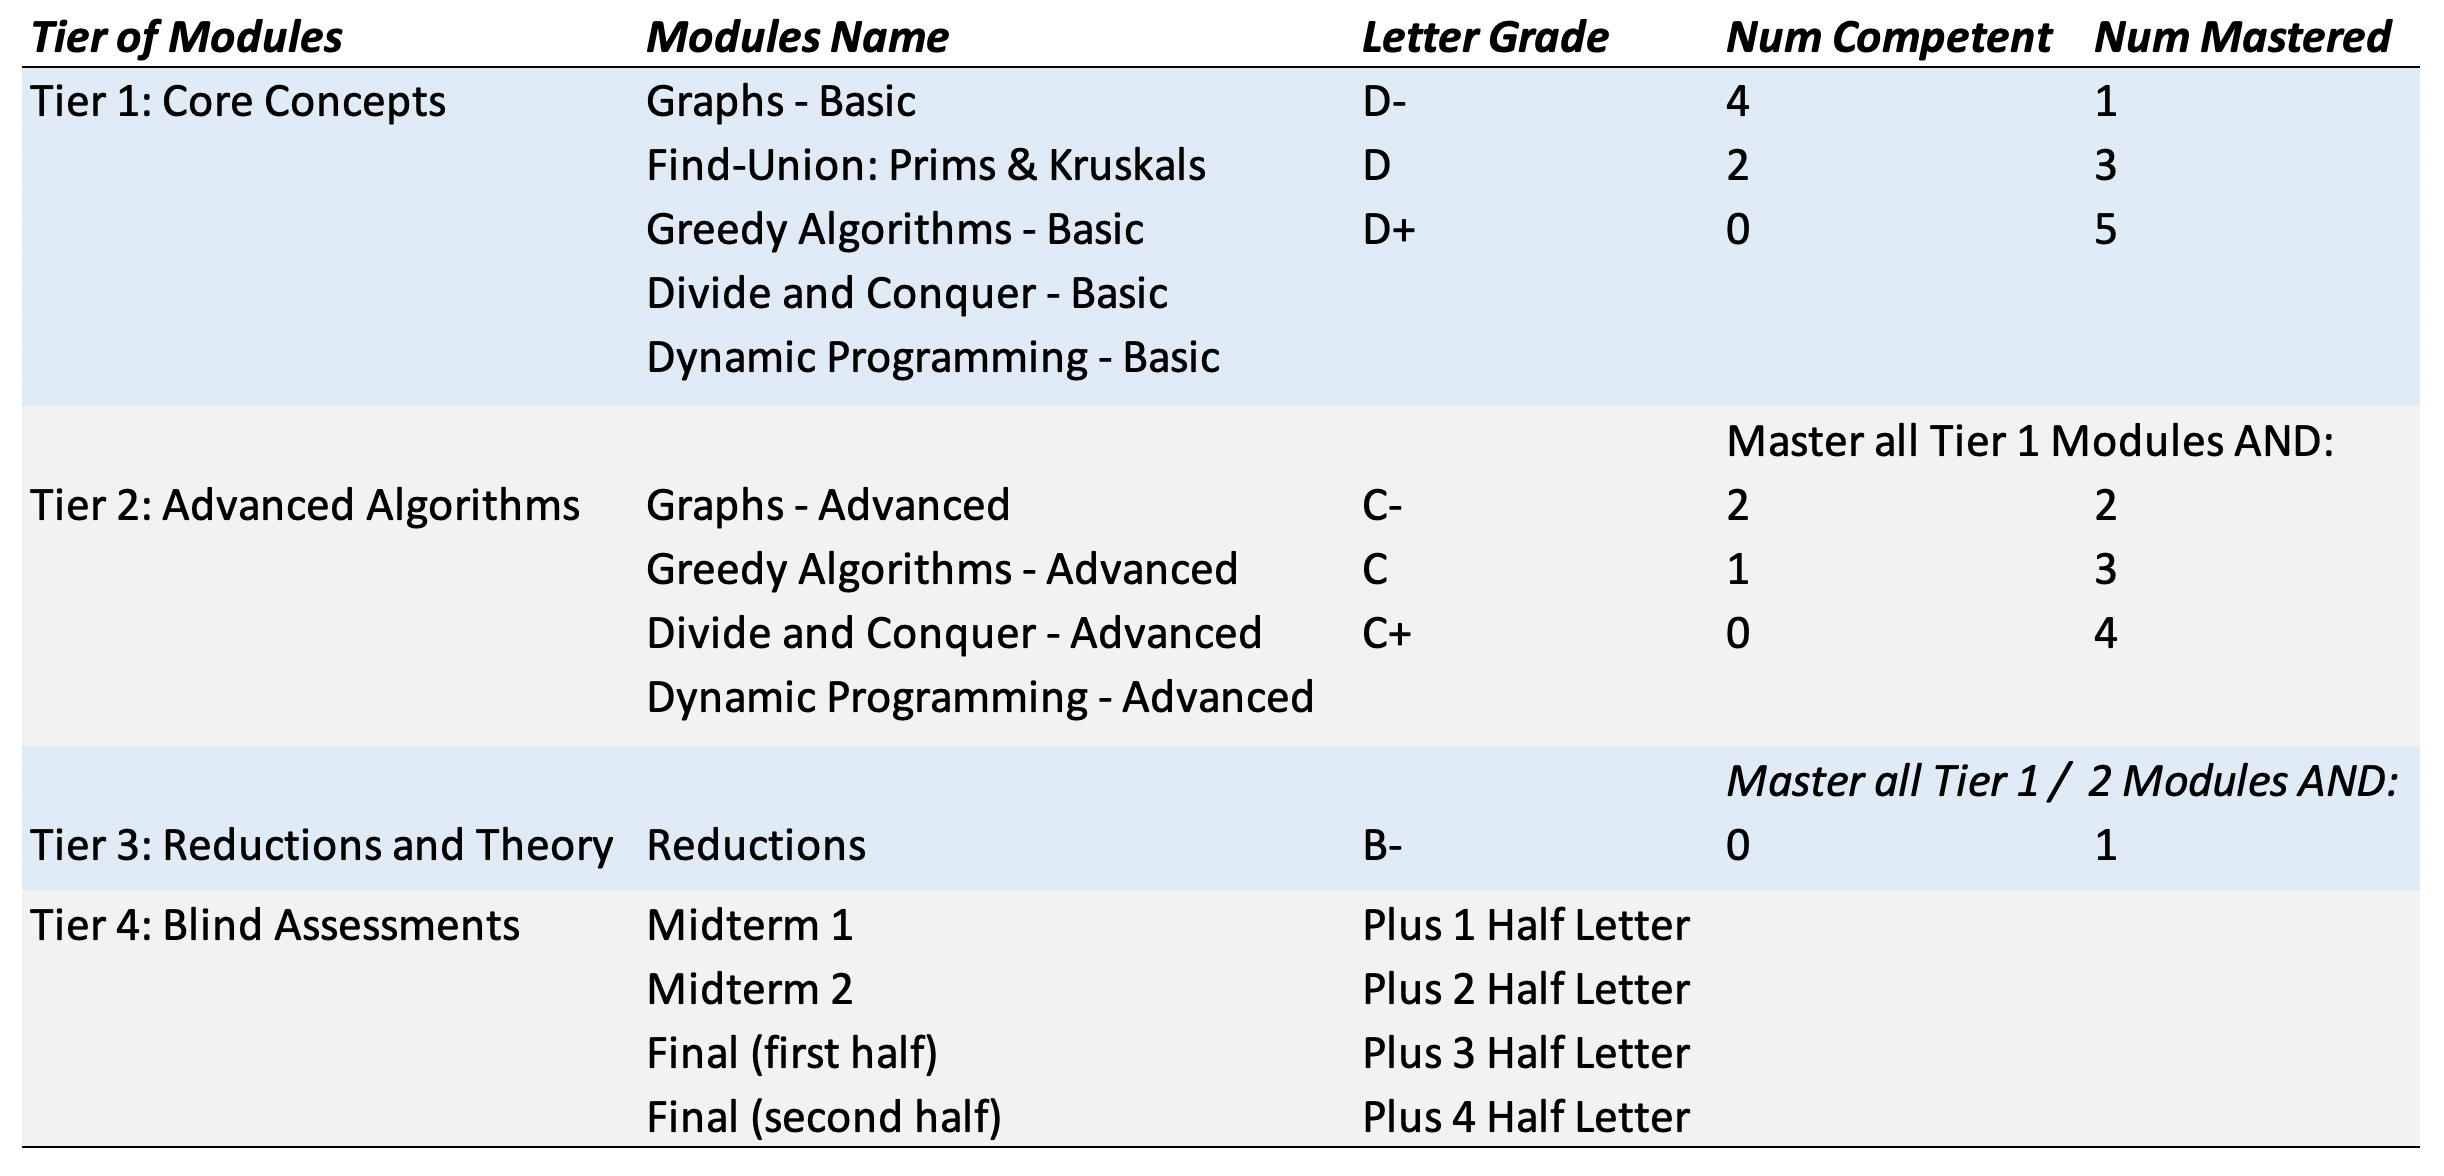 Tier of Modules Modules Name Letter Grade Num Competent Num Mastered
Tier 1: Core Concepts Graphs - Basic D- 4 1
Find-Union: Prims & Kruskals D 2 3
Greedy Algorithms - Basic D+ 0 5
Divide and Conquer - Basic
Dynamic Programming - Basic
Master all Tier 1 Modules AND:
Tier 2: Advanced Algorithms Graphs - Advanced C- 2 2
Greedy Algorithms - Advanced C 1 3
Divide and Conquer - Advanced C+ 0 4
Dynamic Programming - Advanced
Master all Tier 1 / 2 Modules AND:
Tier 3: Reductions and Theory Reductions B- 0 1
Tier 4: Blind Assessments Midterm 1 Plus 1 Half Letter
Midterm 2 Plus 2 Half Letter
Final (first half) Plus 3 Half Letter
Final (second half) Plus 4 Half Letter